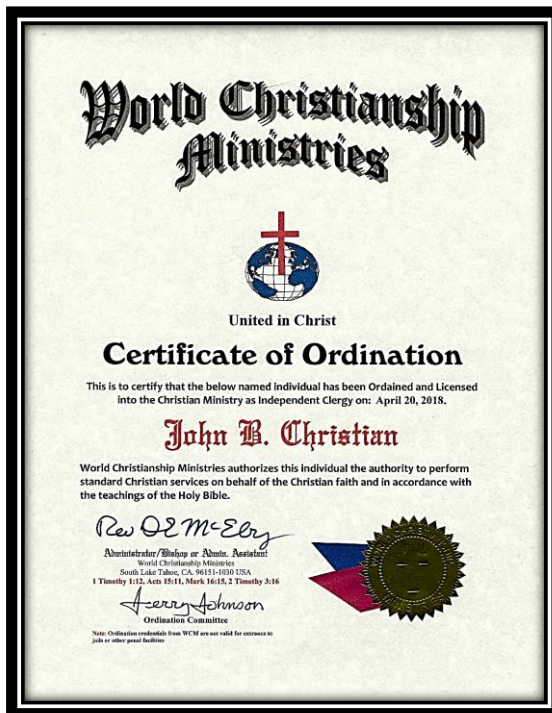 World Christianship
Ministries
United in Christ
Certificate of Ordination
This is to certify that the below named individual has been Ordained and Licensed
into the Christian Ministry as Independent Clergy on: April 20, 2018.
John B. Christian
World Christianship Ministries authorizes this individual the authority to perform
standard Christian services on behalf of the Christian faith and in accordance with
the teachings of the Holy Bible.
Rev D E McElry
Administrator/Bishop or Admin. Assistant
World Christianship Ministries
South Lake Tahoe, CA. 96151-1030 USA
1 Timothy 1:12, Acts 15:11, Mark 16:15, 2 Timothy 3:16
Jerry Johnson
Ordination Committee
Note: Ordination credentials from WCM are not valid for entrance to
jails or other penal facilities